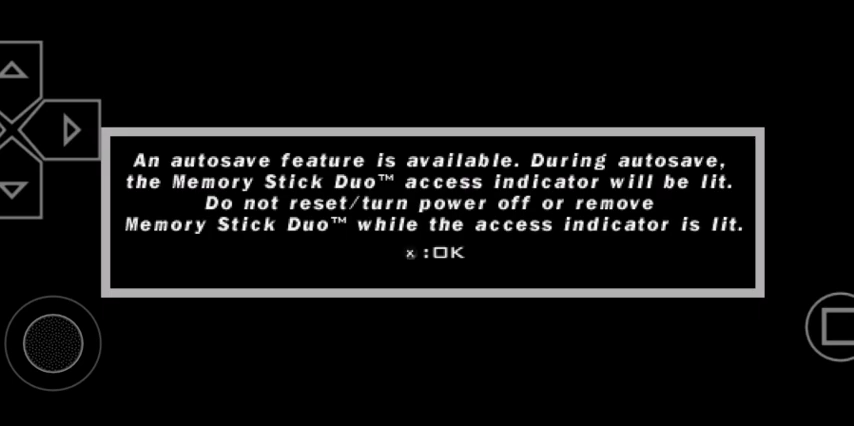 An autosave feature is available. During autosave,
the Memory Stick Duo™ access indicator will be lit.
Do not reset/turn power off or remove
Memory Stick Duo™ while the access indicator is lit.
×:OK